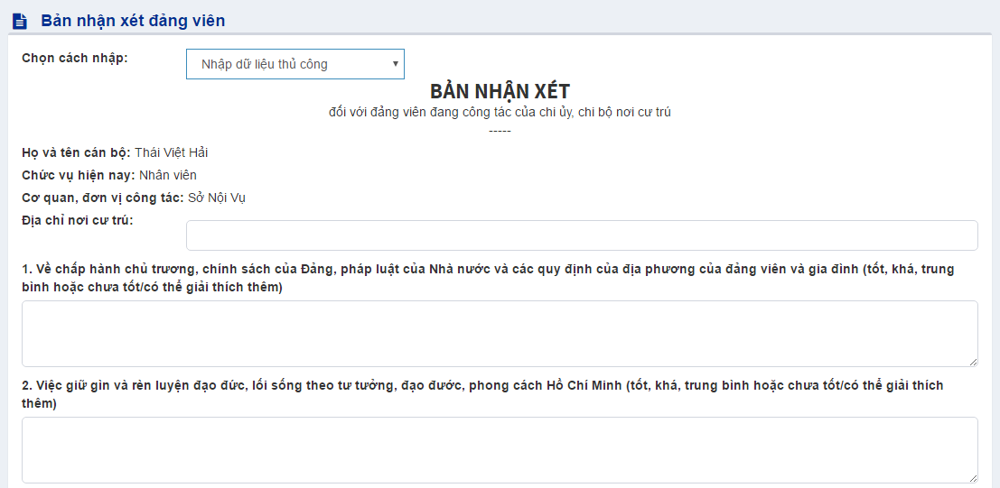 Bản nhận xét đảng viên
Chọn cách nhập:
Nhập dữ liệu thủ công
BẢN NHẬN XÉT
đối với đảng viên đang công tác của chi ủy, chi bộ nơi cư trú
-----
Họ và tên cán bộ: Thái Việt Hải
Chức vụ hiện nay: Nhân viên
Cơ quan, đơn vị công tác: Sở Nội Vụ
Địa chỉ nơi cư trú:
1. Về chấp hành chủ trương, chính sách của Đảng, pháp luật của Nhà nước và các quy định của địa phương của đảng viên và gia đình (tốt, khá, trung
bình hoặc chưa tốt/có thể giải thích thêm)
2. Việc giữ gìn và rèn luyện đạo đức, lối sống theo tư tưởng, đạo đước, phong cách Hồ Chí Minh (tốt, khá, trung bình hoặc chưa tốt/có thể giải thích
thêm)